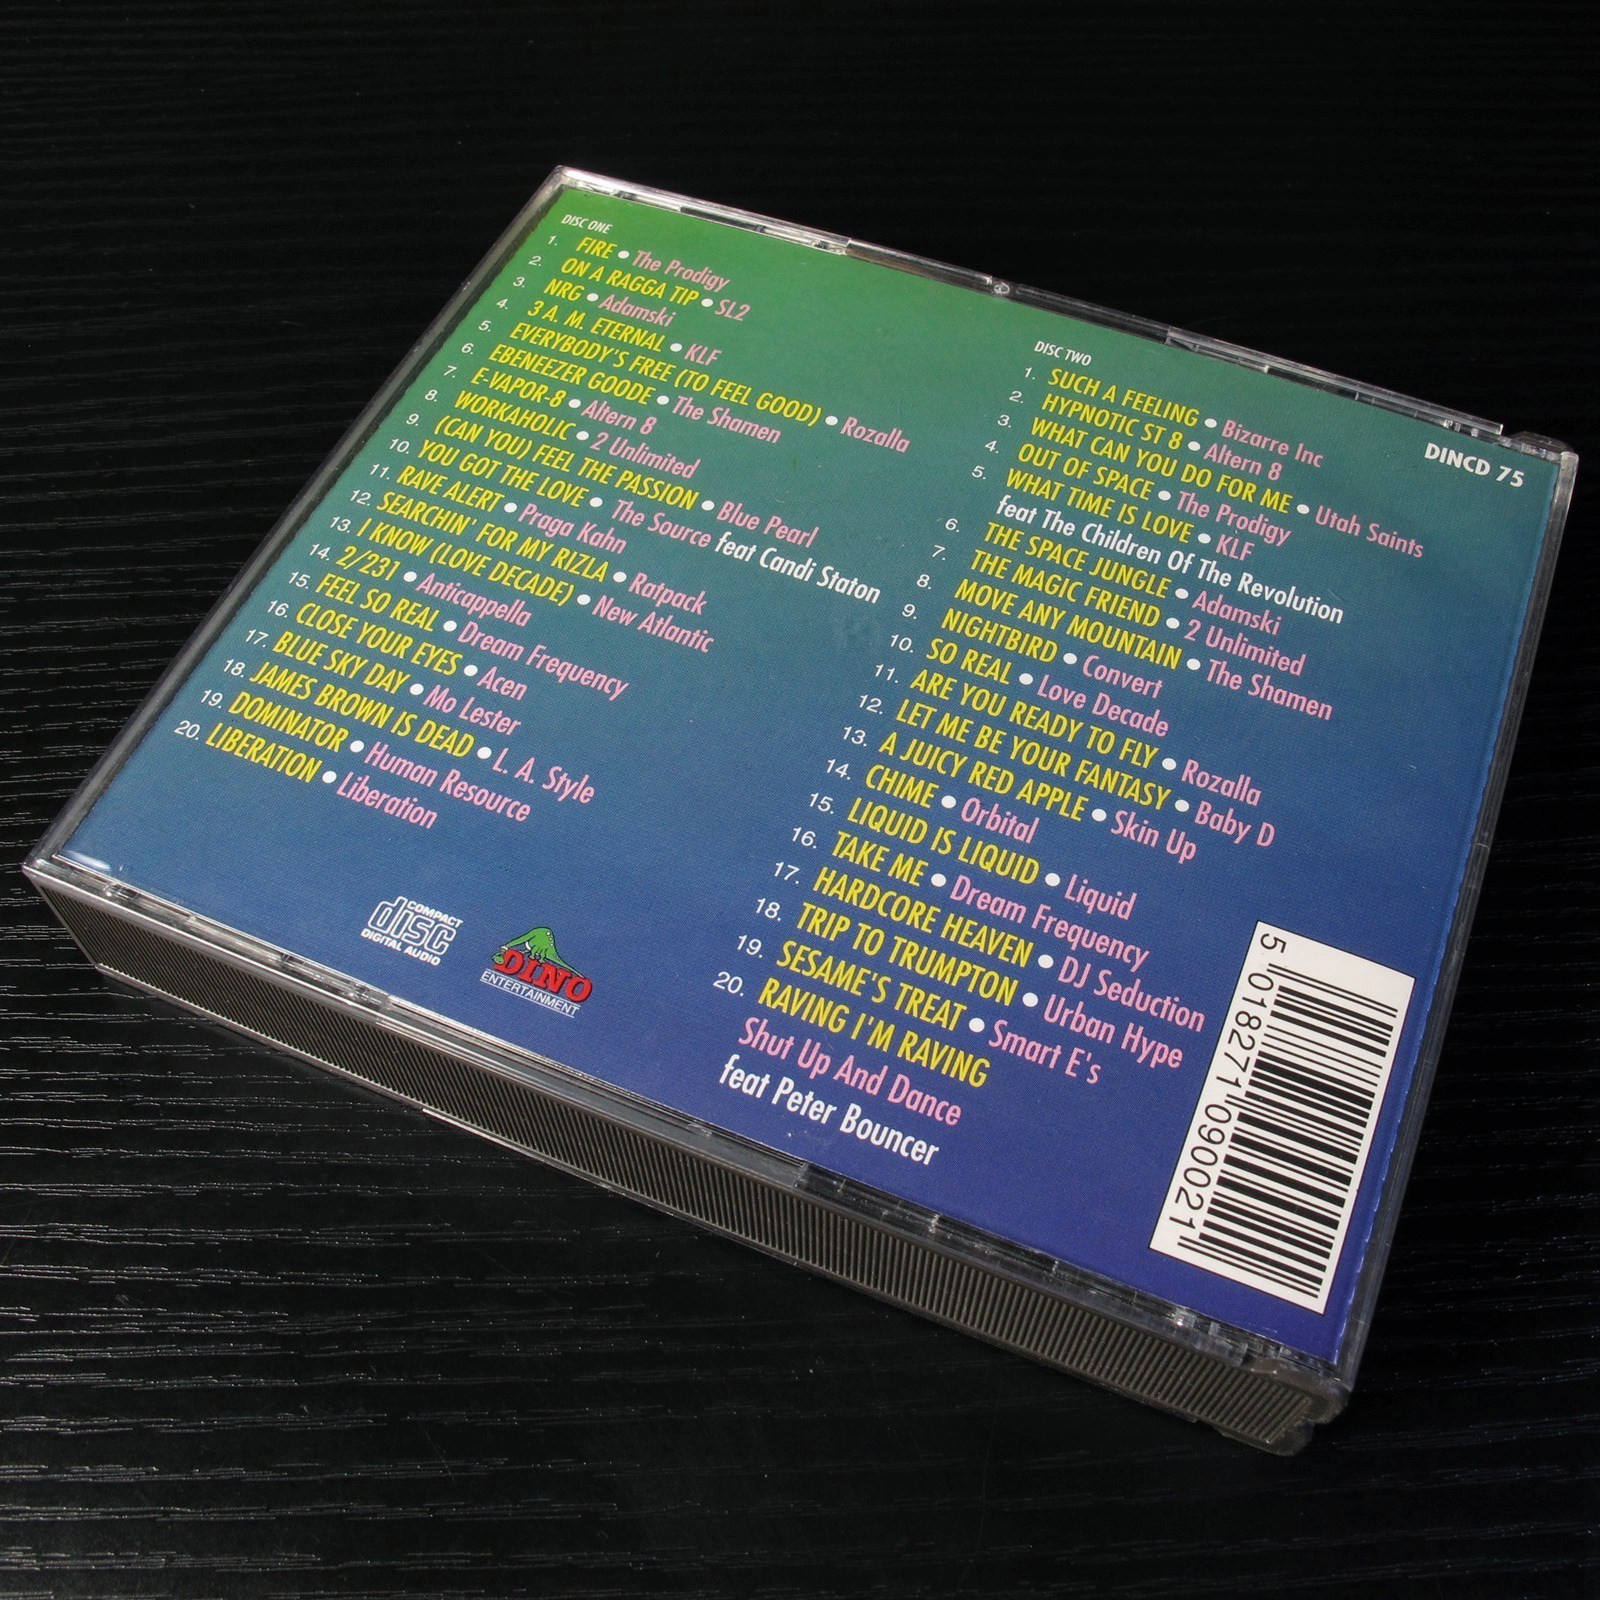 DISC ONE
1. FIRE • The Prodigy
2. ON A RAGGA TIP • SL2
3. NRG • Adamski
4. 3 A. M. ETERNAL • KLF
5. EVERYBODY'S FREE (TO FEEL GOOD) • Rozalla
6. EBENEEZER GOODE • The Shamen
7. E-VAPOR-8 • Altern 8
8. WORKAHOLIC • 2 Unlimited
9. (CAN YOU) FEEL THE PASSION • Blue Pearl
10. YOU GOT THE LOVE • The Source feat Candi Staton
11. RAVE ALERT • Praga Kahn
12. SEARCHIN' FOR MY RIZLA • Ratpack
13. I KNOW (LOVE DECADE) • New Atlantic
14. 2/231 • Anticappella
15. FEEL SO REAL • Dream Frequency
16. CLOSE YOUR EYES • Acen
17. BLUE SKY DAY • Mo Lester
18. JAMES BROWN IS DEAD • L. A. Style
19. DOMINATOR • Human Resource
20. LIBERATION • Liberation
DISC TWO
1. SUCH A FEELING • Bizarre Inc
2. HYPNOTIC ST 8 • Altern 8
3. WHAT CAN YOU DO FOR ME • Utah Saints
4. OUT OF SPACE • The Prodigy
5. WHAT TIME IS LOVE • KLF
feat The Children Of The Revolution
6. THE SPACE JUNGLE • Adamski
7. THE MAGIC FRIEND • 2 Unlimited
8. MOVE ANY MOUNTAIN • The Shamen
9. NIGHTBIRD • Convert
10. SO REAL • Love Decade
11. ARE YOU READY TO FLY • Rozalla
12. LET ME BE YOUR FANTASY • Baby D
13. A JUICY RED APPLE • Skin Up
14. CHIME • Orbital
15. LIQUID IS LIQUID • Liquid
16. TAKE ME • Dream Frequency
17. HARDCORE HEAVEN • DJ Seduction
18. TRIP TO TRUMPTON • Urban Hype
19. SESAME'S TREAT • Smart E's
20. RAVING I'M RAVING
Shut Up And Dance
feat Peter Bouncer
DINCD 75
COMPACT
disc
DIGITAL AUDIO
DINO
ENTERTAINMENT
5 018271 090021